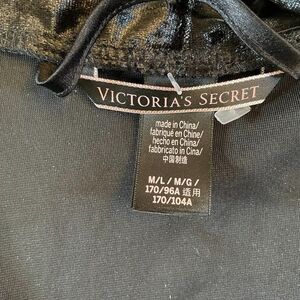 VICTORIA'S SECRET
made in China/
fabriqué en Chine/
hecho en China/
fabbricato in Cina/
中国制造
M/L / M/G /
170/96A 适用
170/104A